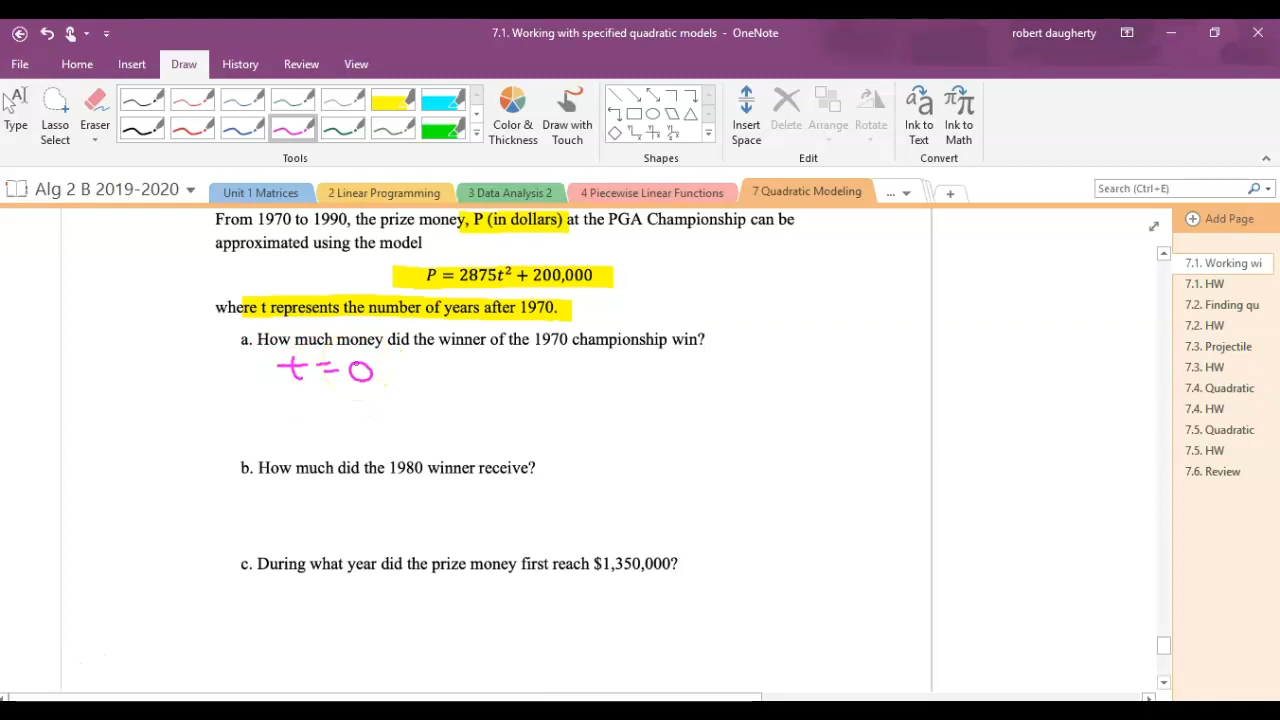 7.1. Working with specified quadratic models - OneNote
robert daugherty
File Home Insert Draw History Review View
Type
Lasso Select
Eraser
Color & Thickness
Draw with Touch
Insert Space
Delete
Arrange
Rotate
Ink to Text
Ink to Math
Tools Shapes Edit Convert
Alg 2 B 2019-2020
Unit 1 Matrices
2 Linear Programming
3 Data Analysis 2
4 Piecewise Linear Functions
7 Quadratic Modeling
...
Search (Ctrl+E)
From 1970 to 1990, the prize money, P (in dollars) at the PGA Championship can be
approximated using the model
P = 2875t² + 200,000
where t represents the number of years after 1970.
a. How much money did the winner of the 1970 championship win?
t = 0
b. How much did the 1980 winner receive?
c. During what year did the prize money first reach $1,350,000?
Add Page
7.1. Working wi
7.1. HW
7.2. Finding qu
7.2. HW
7.3. Projectile
7.3. HW
7.4. Quadratic
7.4. HW
7.5. Quadratic
7.5. HW
7.6. Review